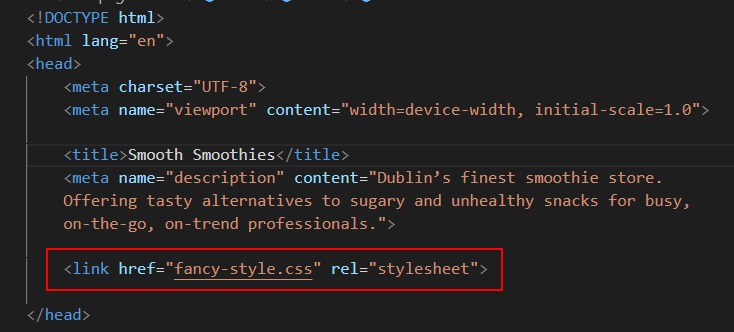 <!DOCTYPE html>
<html lang="en">
<head>
<meta charset="UTF-8">
<meta name="viewport" content="width=device-width, initial-scale=1.0">
<title>Smooth Smoothies</title>
<meta name="description" content="Dublin’s finest smoothie store.
Offering tasty alternatives to sugary and unhealthy snacks for busy,
on-the-go, on-trend professionals.">
<link href="fancy-style.css" rel="stylesheet">
</head>